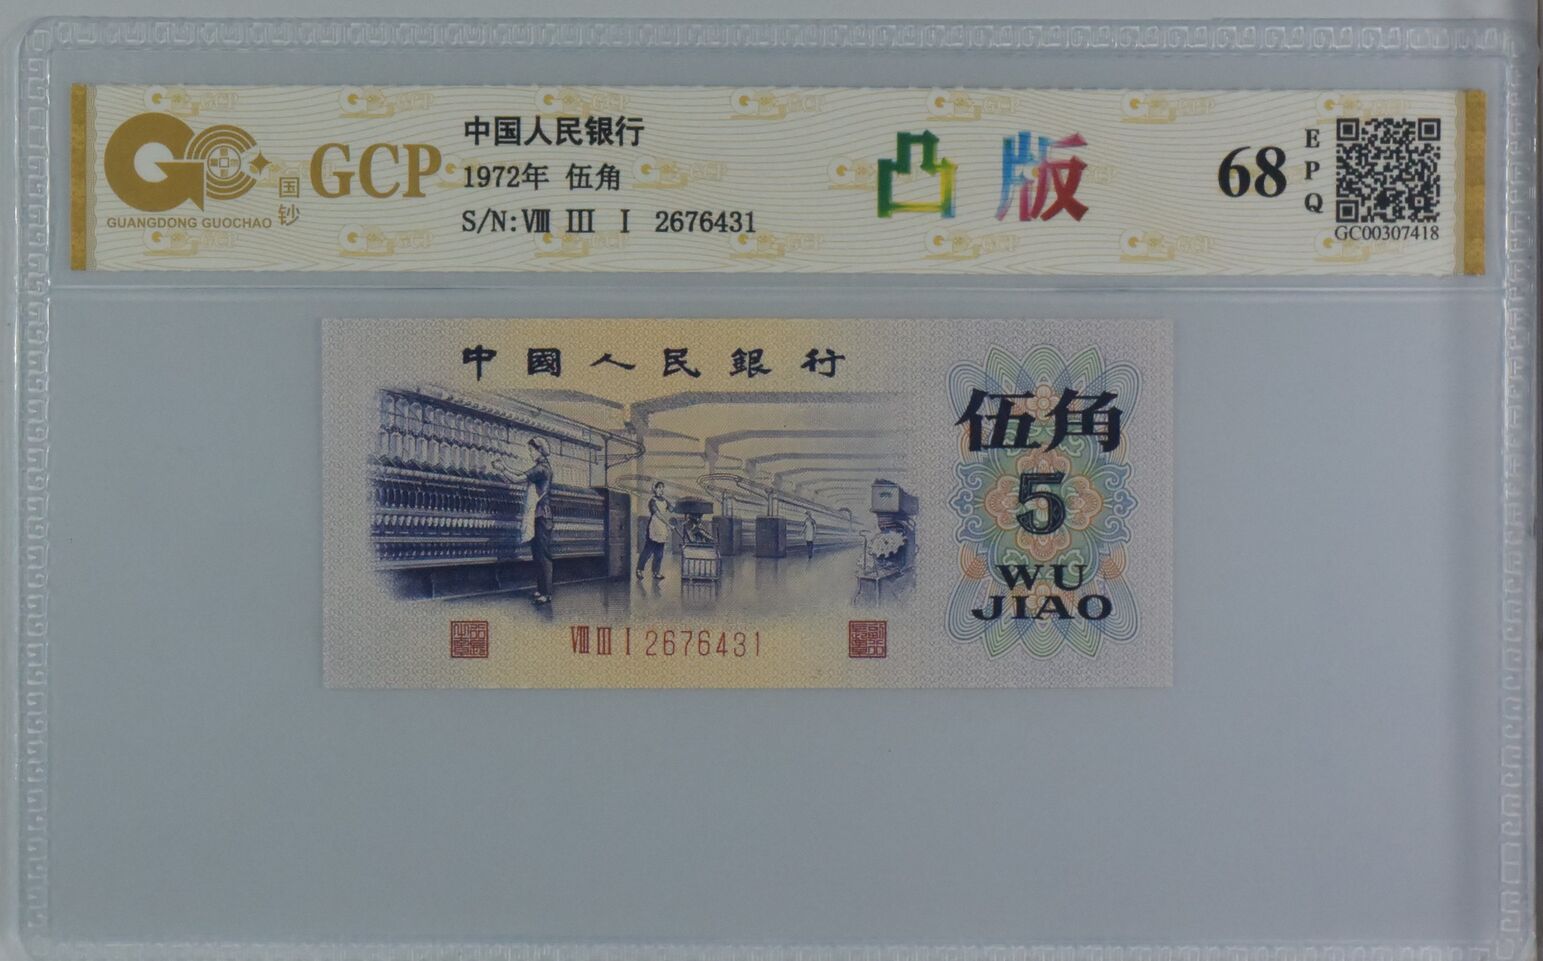 中国人民银行
1972年 伍角
S/N: Ⅷ Ⅲ Ⅰ 2676431
GCP
国钞
GUANGDONG GUOCHAO
凸版
68
EPQ
GC00307418
中國人民銀行
伍角
5
WU
JIAO
Ⅷ Ⅲ Ⅰ 2676431